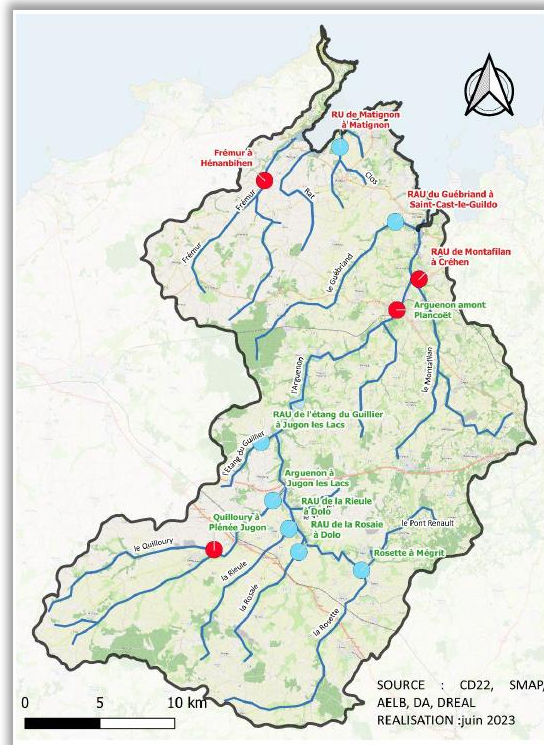 RU de Matignon
à Matignon
Frémur à
Hénanbihen
Frémur
Rat
Clos
RAU du Guébriand à
Saint-Cast-le-Guildo
Frémur
le Guébriand
RAU de Montafilan
à Créhen
Arguenon amont
Plancoët
l'Arguenon
le Montafilan
RAU de l'étang du Guillier
à Jugon les Lacs
l'Etang du Guillier
Arguenon à
Jugon les Lacs
RAU de la Rieule
à Dolo
Quilloury à
Plénée Jugon
RAU de la Rosaie
à Dolo
le Pont Renault
le Quilloury
Rosette à Mégrit
la Rieule
la Rosaie
la Rosette
SOURCE : CD22, SMAP,
AELB, DA, DREAL
REALISATION :juin 2023
0 5 10 km